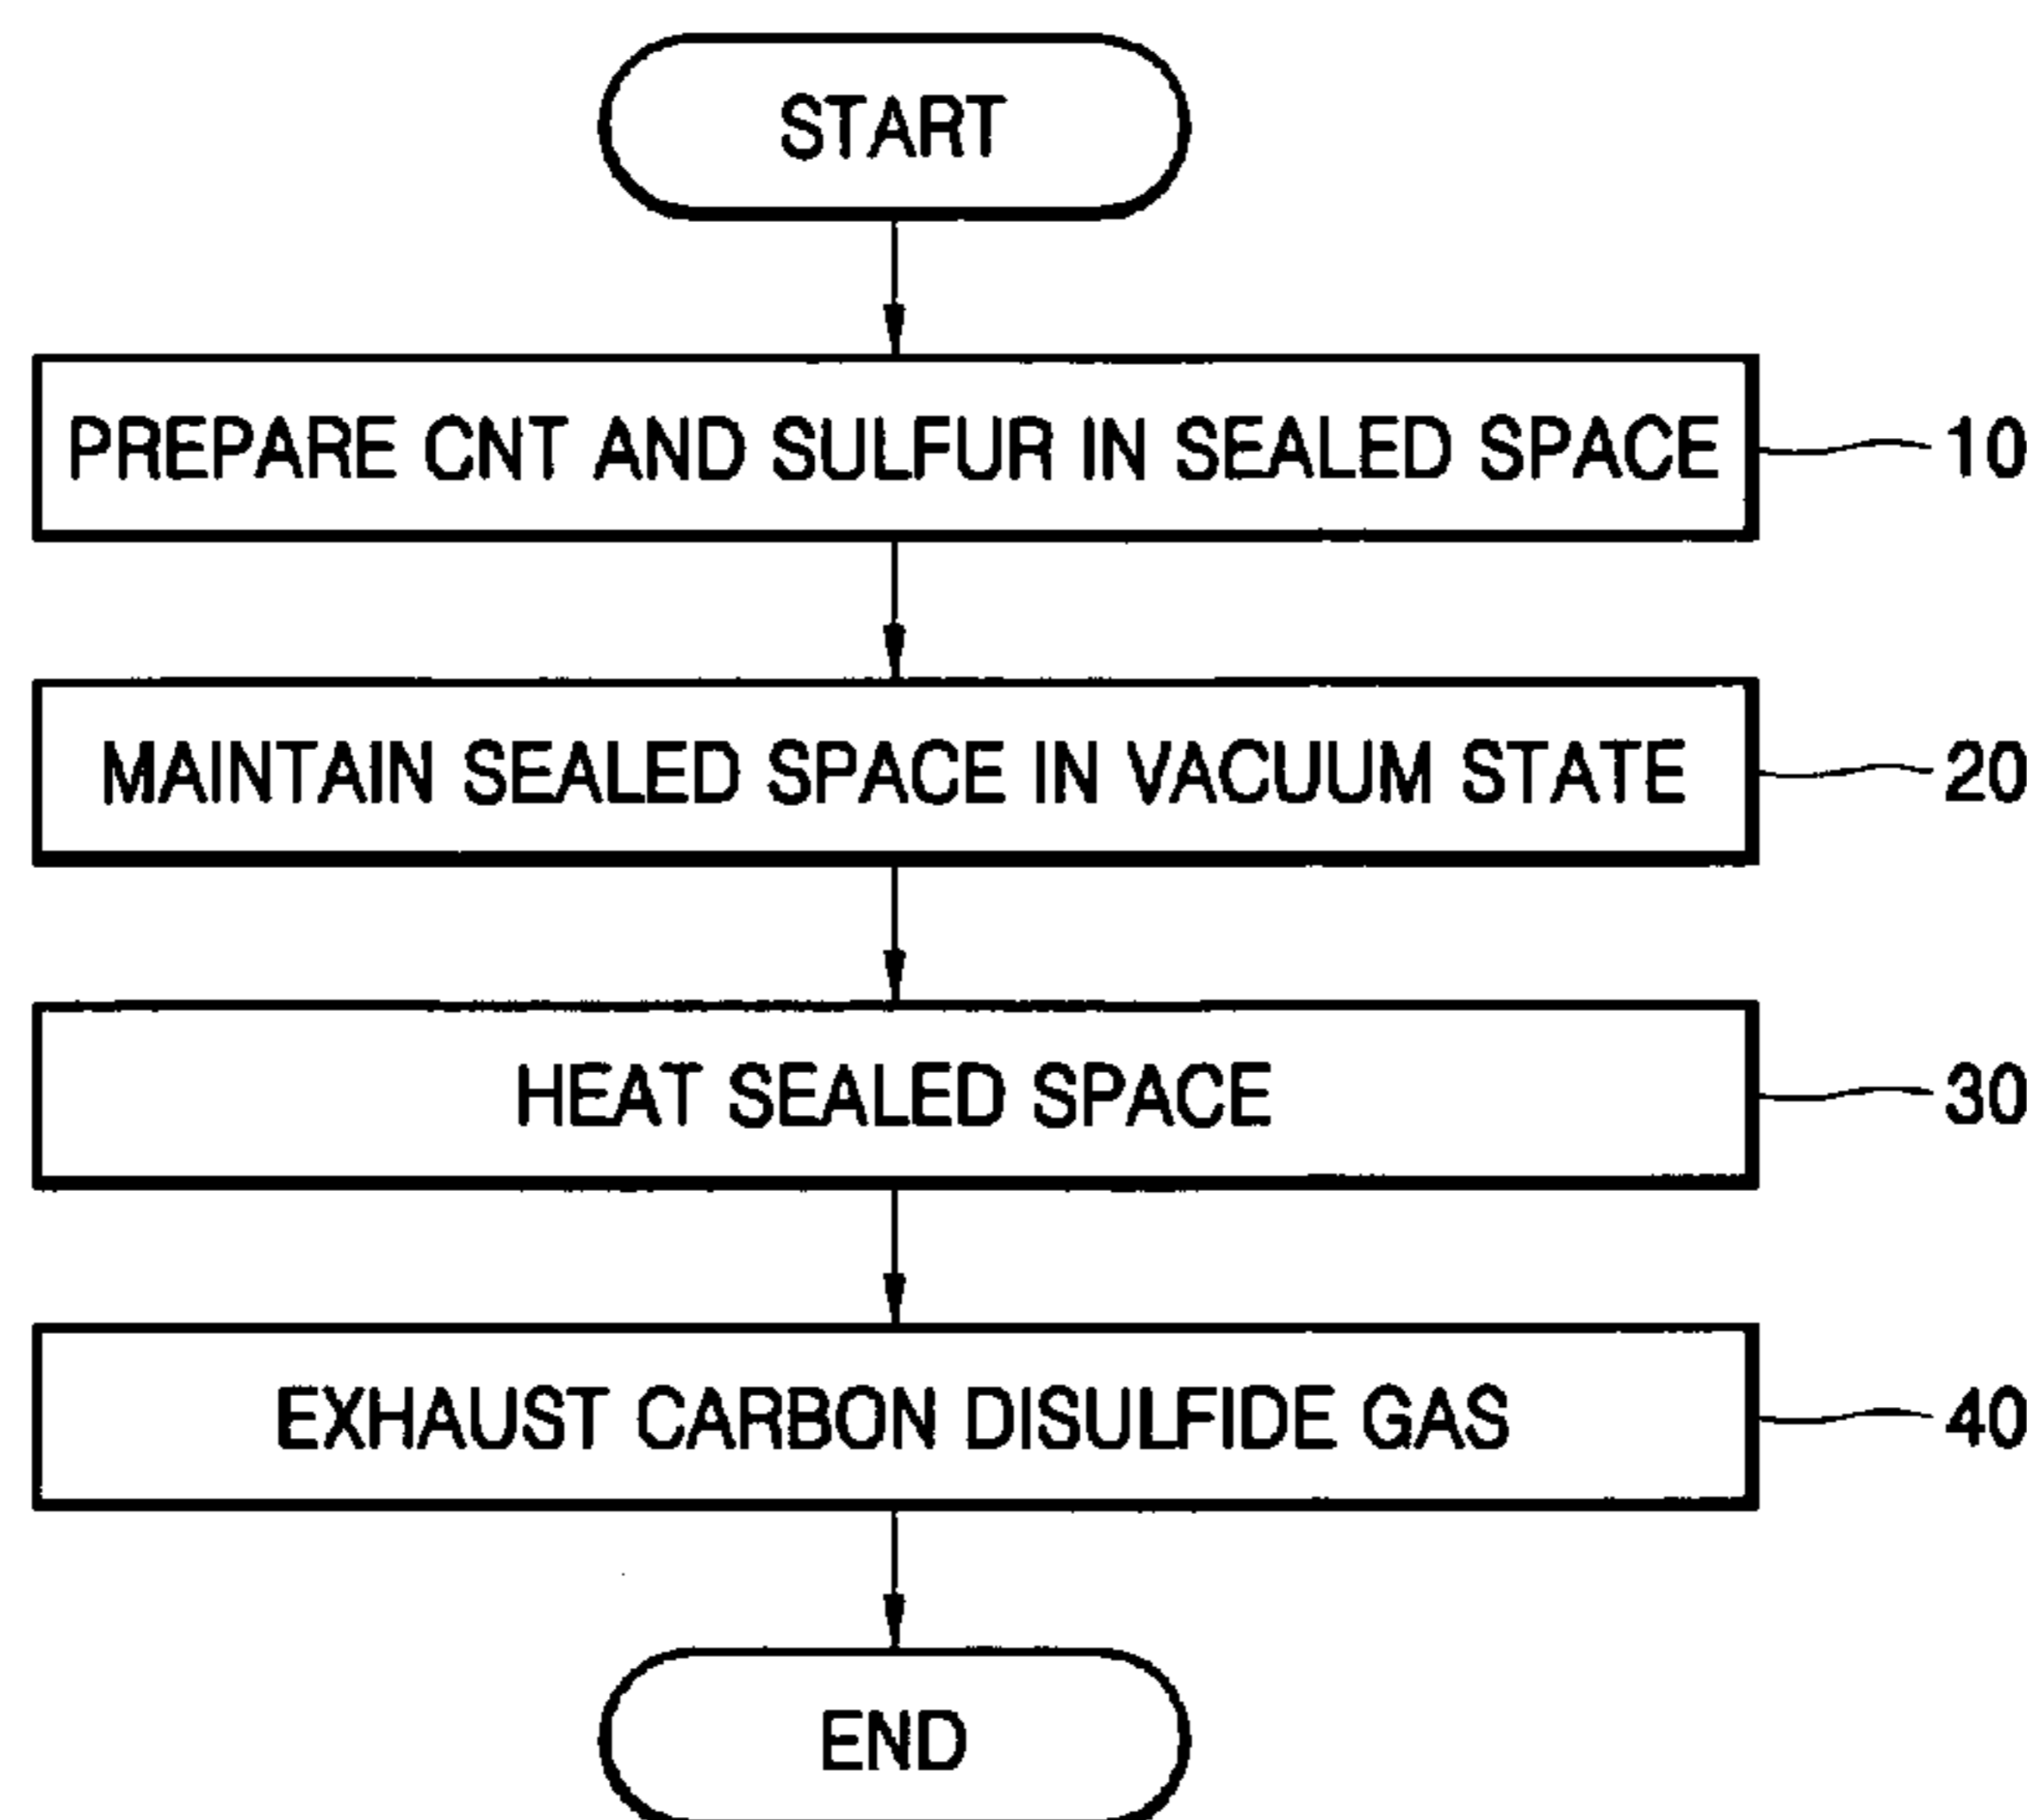 START
PREPARE CNT AND SULFUR IN SEALED SPACE 10
MAINTAIN SEALED SPACE IN VACUUM STATE 20
HEAT SEALED SPACE 30
EXHAUST CARBON DISULFIDE GAS 40
END